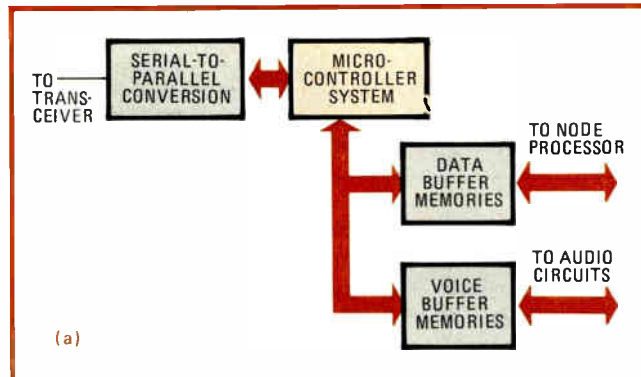 SERIAL-TO-
PARALLEL
CONVERSION
MICRO-
CONTROLLER
SYSTEM
TO
TRANS-
CEIVER
TO NODE
PROCESSOR
DATA
BUFFER
MEMORIES
TO AUDIO
CIRCUITS
VOICE
BUFFER
MEMORIES
(a)